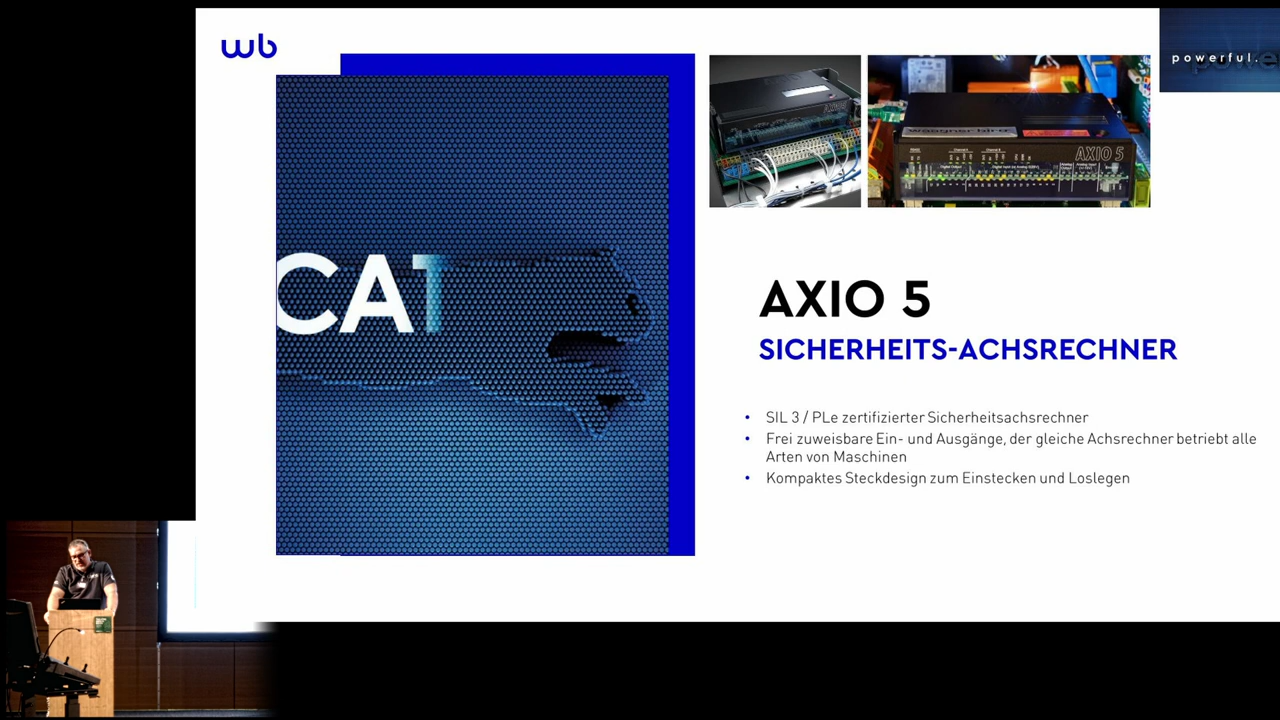 wb
powerful.
CAT
AXIO 5
AXIO 5
SICHERHEITS-ACHSRECHNER
• SIL 3 / PLe zertifizierter Sicherheitsachsrechner
• Frei zuweisbare Ein- und Ausgänge, der gleiche Achsrechner betriebt alle
Arten von Maschinen
• Kompaktes Steckdesign zum Einstecken und Loslegen